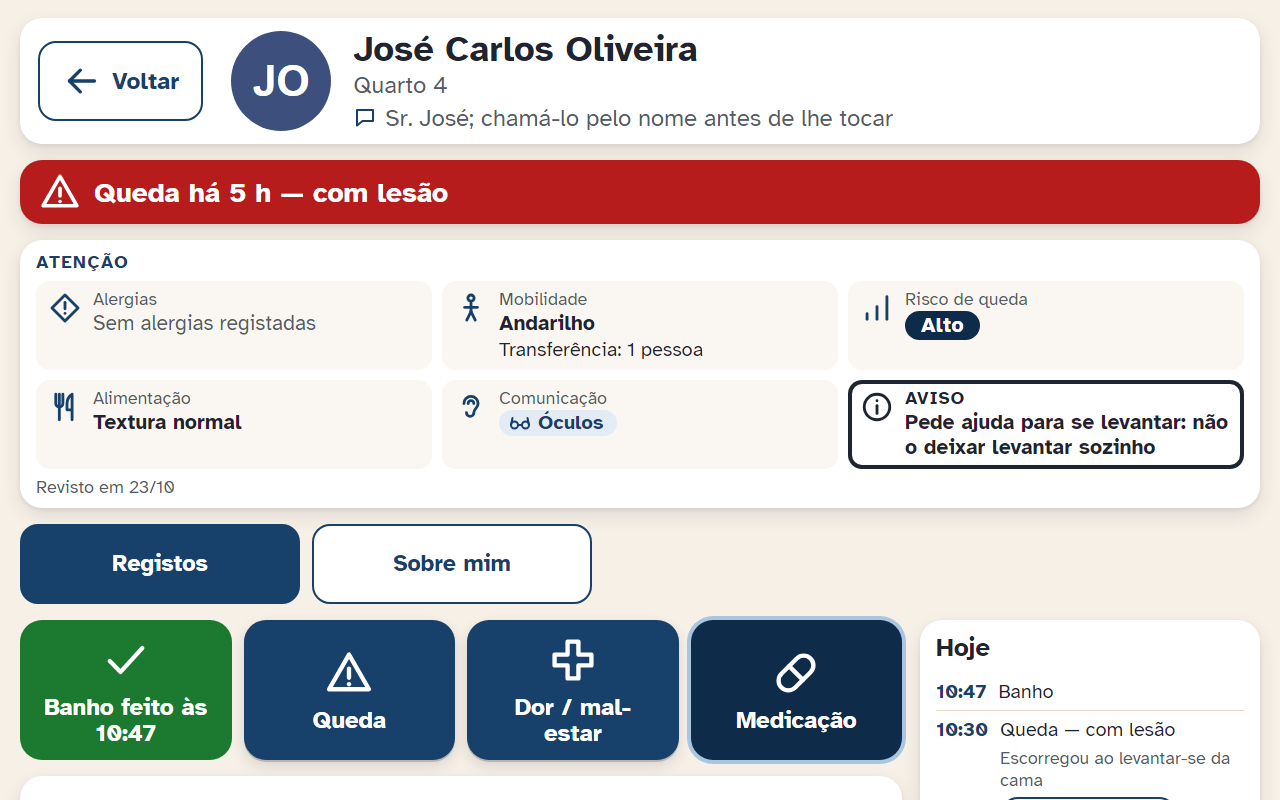 Voltar
JO
José Carlos Oliveira
Quarto 4
Sr. José; chamá-lo pelo nome antes de lhe tocar
Queda há 5 h — com lesão
ATENÇÃO
Alergias
Sem alergias registadas
Mobilidade
Andarilho
Transferência: 1 pessoa
Risco de queda
Alto
Alimentação
Textura normal
Comunicação
Óculos
AVISO
Pede ajuda para se levantar: não
o deixar levantar sozinho
Revisto em 23/10
Registos
Sobre mim
Banho feito às
10:47
Queda
Dor / mal-
estar
Medicação
Hoje
10:47 Banho
10:30 Queda — com lesão
Escorregou ao levantar-se da
cama